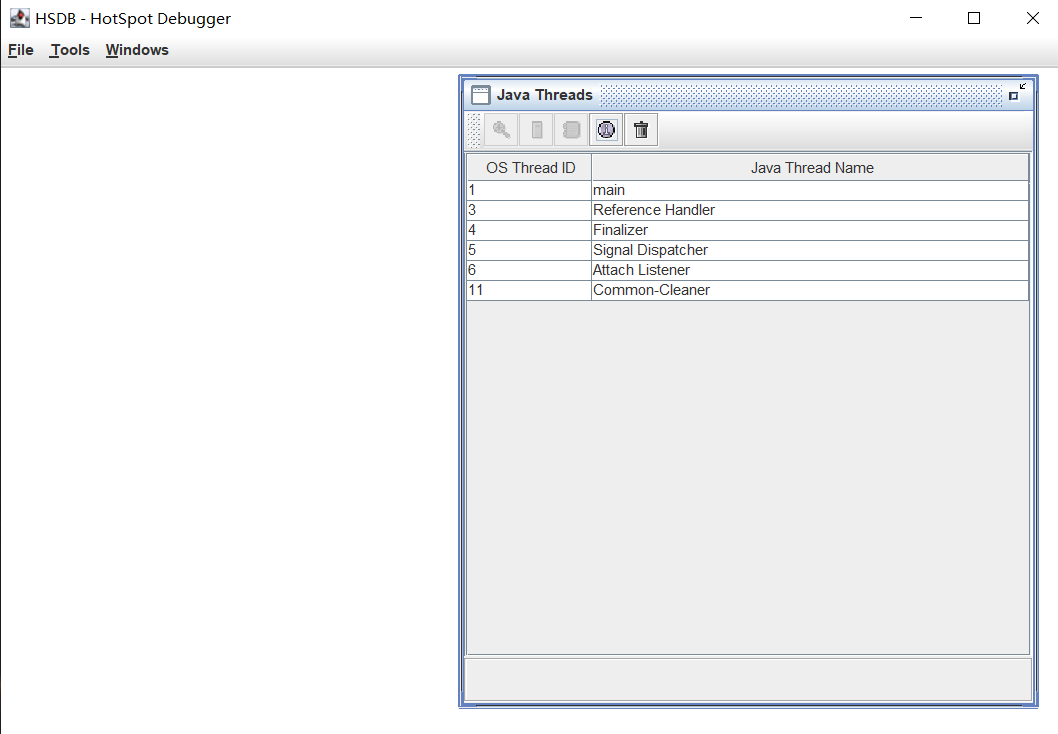 HSDB - HotSpot Debugger
File Tools Windows
Java Threads
OS Thread ID Java Thread Name
1 main
3 Reference Handler
4 Finalizer
5 Signal Dispatcher
6 Attach Listener
11 Common-Cleaner